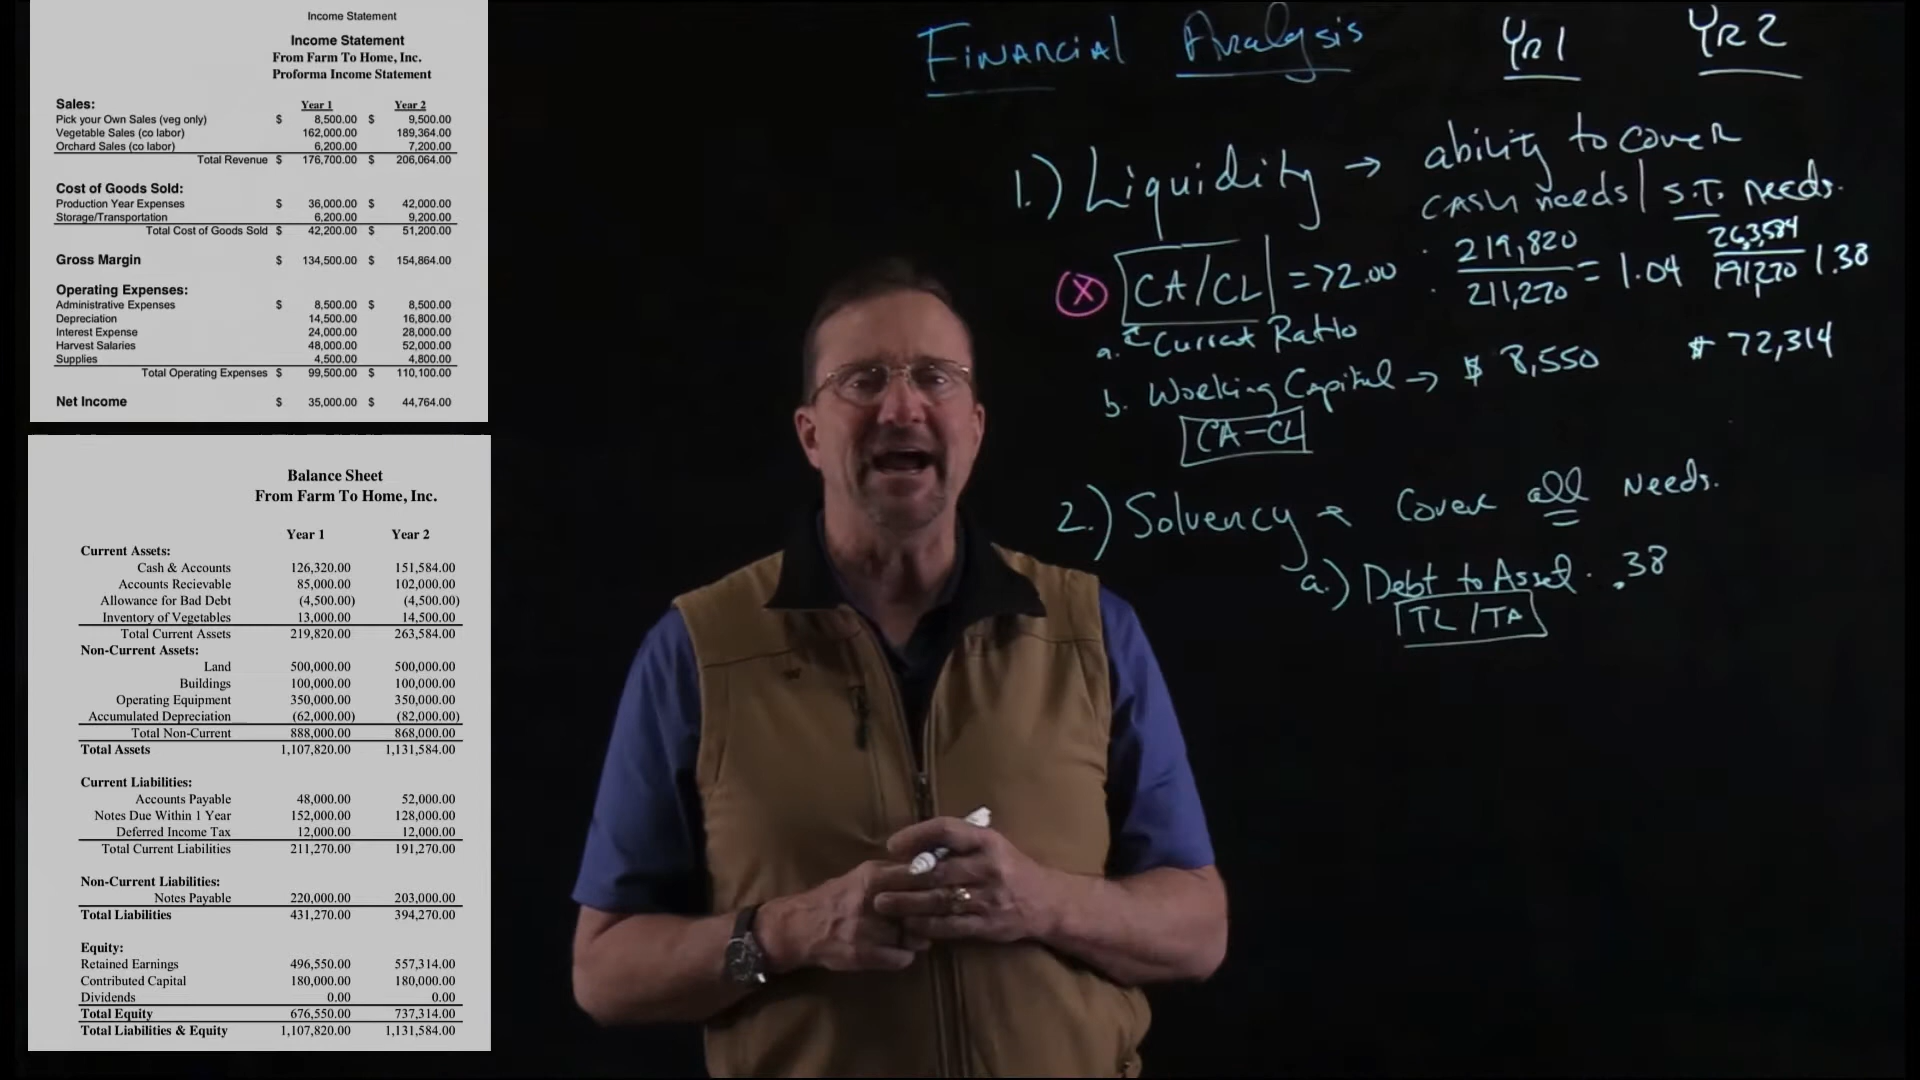 Income Statement
Income Statement
From Farm To Home, Inc.
Proforma Income Statement
Sales: Year 1 Year 2
Pick your Own Sales (veg only) $ 8,500.00 $ 9,500.00
Vegetable Sales (co labor) 162,000.00 189,364.00
Orchard Sales (co labor) 6,200.00 7,200.00
Total Revenue $ 176,700.00 $ 206,064.00
Cost of Goods Sold:
Production Year Expenses $ 36,000.00 $ 42,000.00
Storage/Transportation 6,200.00 9,200.00
Total Cost of Goods Sold $ 42,200.00 $ 51,200.00
Gross Margin $ 134,500.00 $ 154,864.00
Operating Expenses:
Administrative Expenses $ 8,500.00 $ 8,500.00
Depreciation 14,500.00 16,800.00
Interest Expense 24,000.00 28,000.00
Harvest Salaries 48,000.00 52,000.00
Supplies 4,500.00 4,800.00
Total Operating Expenses $ 99,500.00 $ 110,100.00
Net Income $ 35,000.00 $ 44,764.00
Balance Sheet
From Farm To Home, Inc.
Year 1 Year 2
Current Assets:
Cash & Accounts 126,320.00 151,584.00
Accounts Recievable 85,000.00 102,000.00
Allowance for Bad Debt (4,500.00) (4,500.00)
Inventory of Vegetables 13,000.00 14,500.00
Total Current Assets 219,820.00 263,584.00
Non-Current Assets:
Land 500,000.00 500,000.00
Buildings 100,000.00 100,000.00
Operating Equipment 350,000.00 350,000.00
Accumulated Depreciation (62,000.00) (82,000.00)
Total Non-Current 888,000.00 868,000.00
Total Assets 1,107,820.00 1,131,584.00
Current Liabilities:
Accounts Payable 48,000.00 52,000.00
Notes Due Within 1 Year 152,000.00 128,000.00
Deferred Income Tax 12,000.00 12,000.00
Total Current Liabilities 211,270.00 191,270.00
Non-Current Liabilities:
Notes Payable 220,000.00 203,000.00
Total Liabilities 431,270.00 394,270.00
Equity:
Retained Earnings 496,550.00 557,314.00
Contributed Capital 180,000.00 180,000.00
Dividends 0.00 0.00
Total Equity 676,550.00 737,314.00
Total Liabilities & Equity 1,107,820.00 1,131,584.00
Financial Analysis YR1 YR2
1.) Liquidity → ability to cover
cash needs / S.T. needs.
X CA/CL => 2.00 219,820 / 211,270 = 1.04 263,584 / 191,270 1.38
a. Current Ratio
b. Working Capital → $ 8,550 $ 72,314
CA-CL
2.) Solvency Cover all needs.
a.) Debt to Asset .38
TL/TA